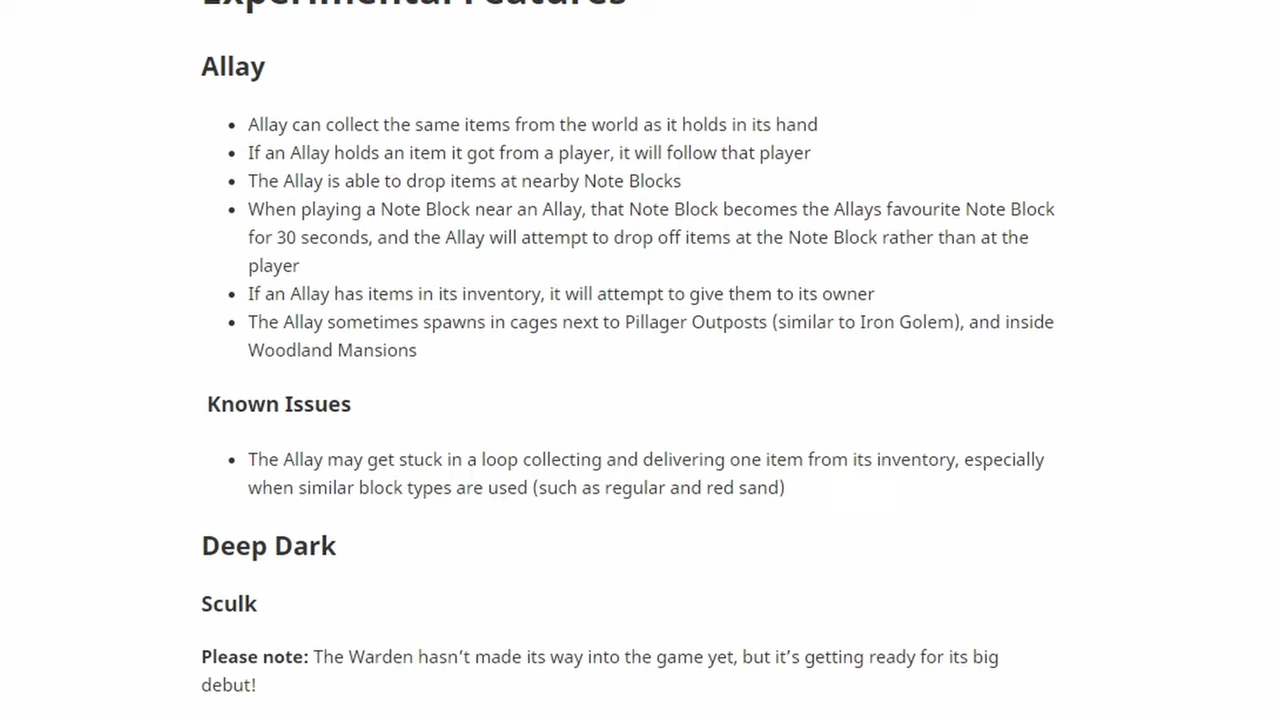 Experimental Features
Allay
• Allay can collect the same items from the world as it holds in its hand
• If an Allay holds an item it got from a player, it will follow that player
• The Allay is able to drop items at nearby Note Blocks
• When playing a Note Block near an Allay, that Note Block becomes the Allays favourite Note Block
for 30 seconds, and the Allay will attempt to drop off items at the Note Block rather than at the
player
• If an Allay has items in its inventory, it will attempt to give them to its owner
• The Allay sometimes spawns in cages next to Pillager Outposts (similar to Iron Golem), and inside
Woodland Mansions
Known Issues
• The Allay may get stuck in a loop collecting and delivering one item from its inventory, especially
when similar block types are used (such as regular and red sand)
Deep Dark
Sculk
Please note: The Warden hasn’t made its way into the game yet, but it’s getting ready for its big
debut!